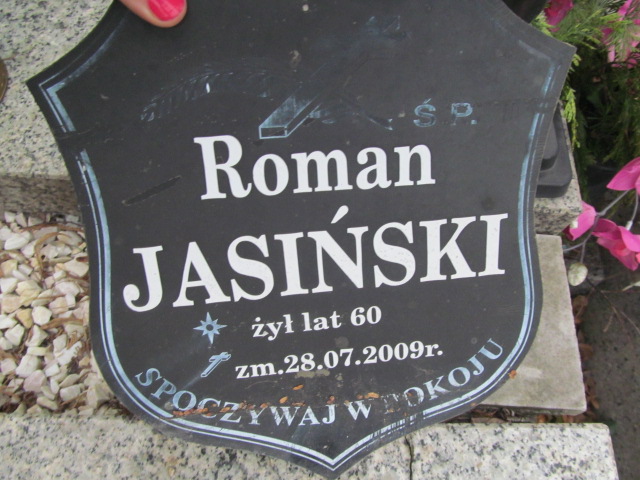 Ś.P.
Roman
JASIŃSKI
żył lat 60
zm.28.07.2009r.
SPOCZYWAJ W POKOJU